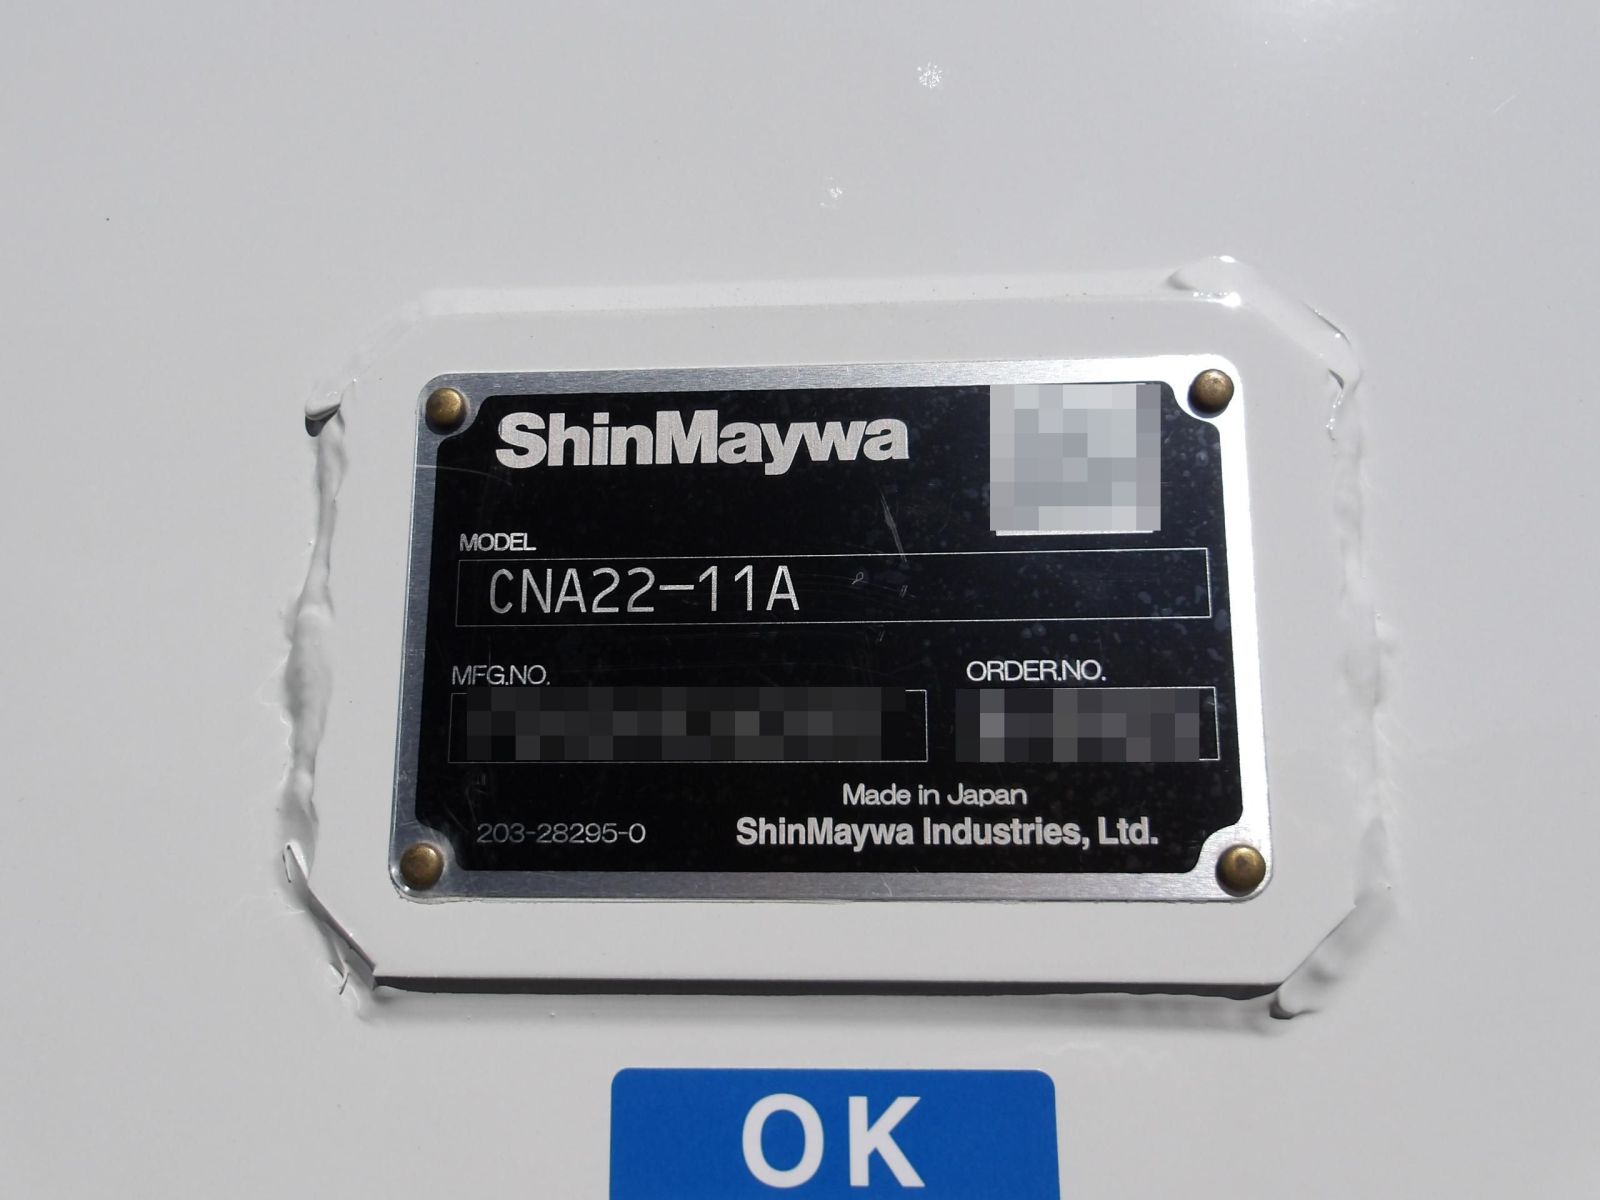 ShinMaywa
MODEL
CNA22-11A
MFG.NO.
ORDER.NO.
Made in Japan
203-28295-0
ShinMaywa Industries, Ltd.
OK